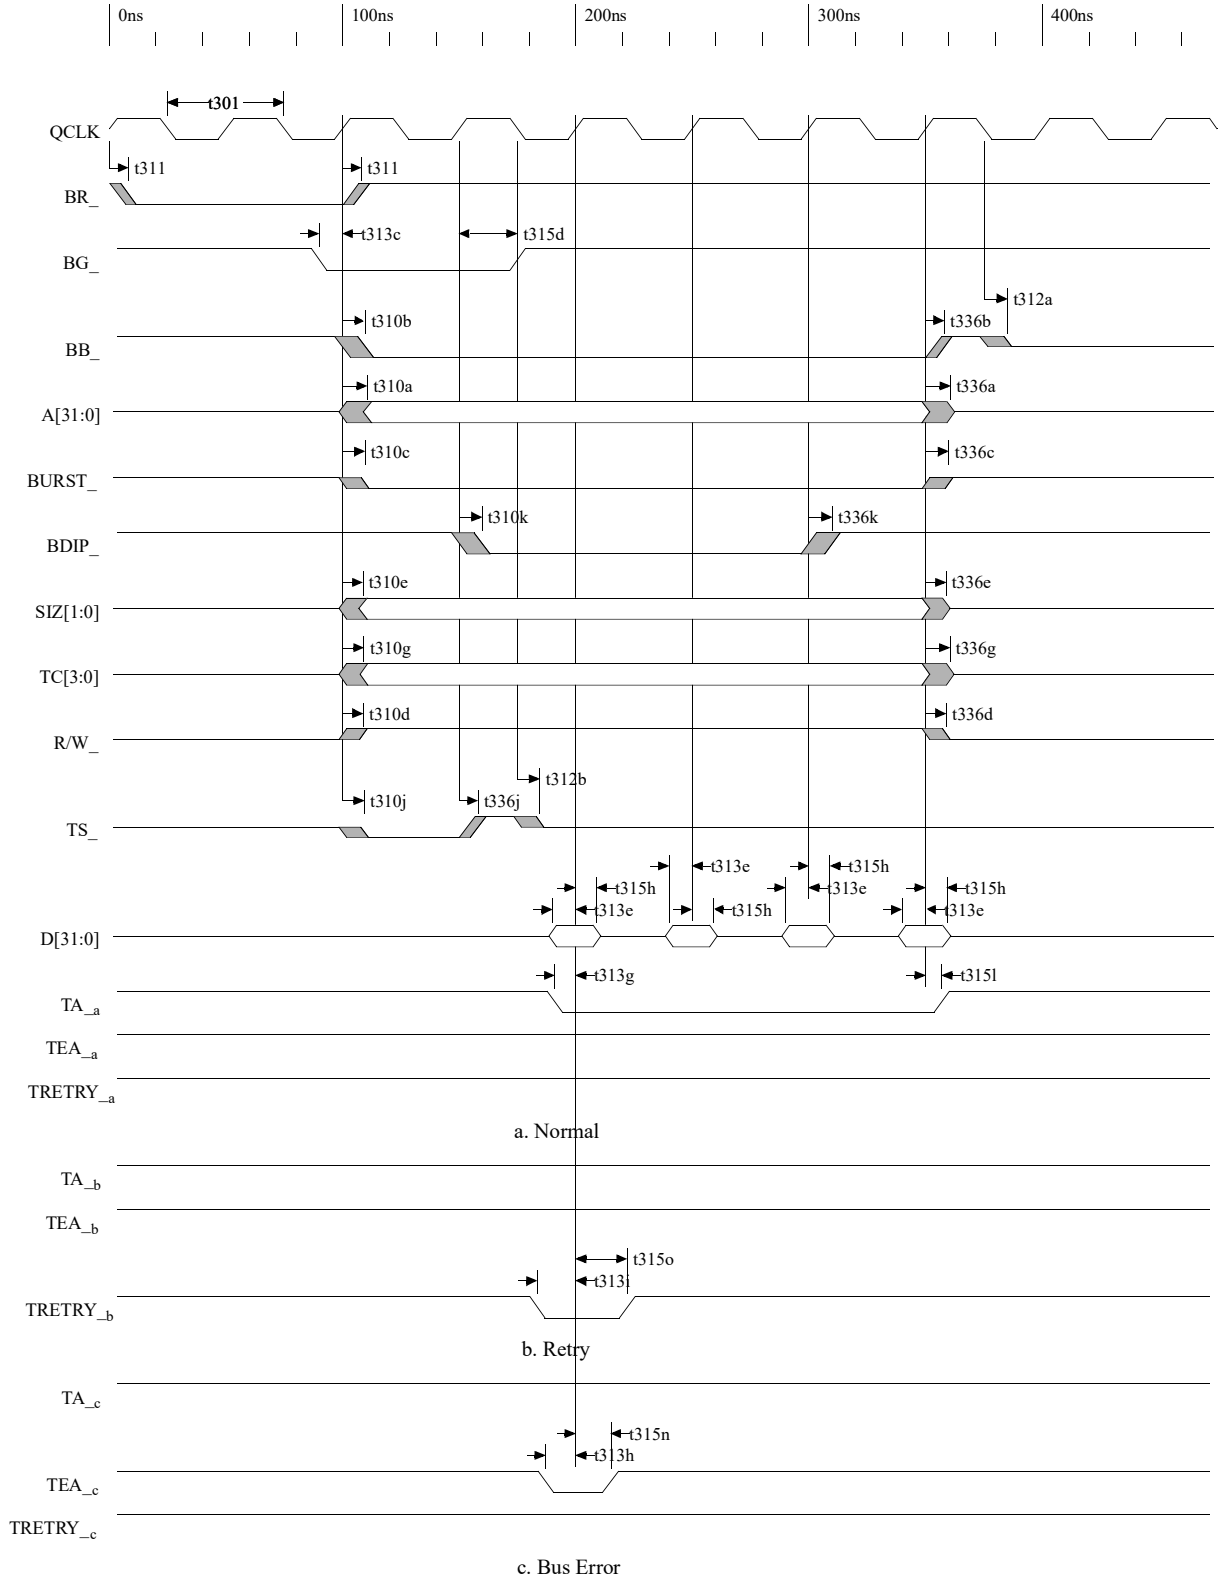 0ns 100ns 200ns 300ns 400ns
t301
QCLK
t311 t311
BR_
t313c t315d
BG_
t312a
t310b t336b
BB_
t310a t336a
A[31:0]
t310c t336c
BURST_
t310k t336k
BDIP_
t310e t336e
SIZ[1:0]
t310g t336g
TC[3:0]
t310d t336d
R/W_
t312b
t310j t336j
TS_
t313e t315h
t315h t313e t315h
t313e t315h t313e
D[31:0]
t313g t315l
TA_a
TEA_a
TRETRY_a
a. Normal
TA_b
TEA_b
t315o
t313i
TRETRY_b
b. Retry
TA_c
t315n
t313h
TEA_c
TRETRY_c
c. Bus Error